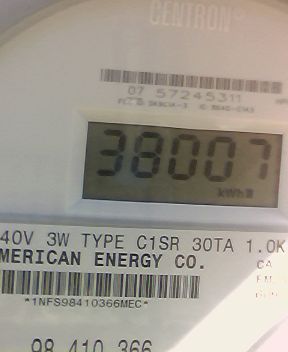 CENTRON®
07 57245311
38007
kWh
40V 3W TYPE C1SR 30TA 1.0K
MERICAN ENERGY CO.
CA
*1NFS98410366MEC*
98 410 366